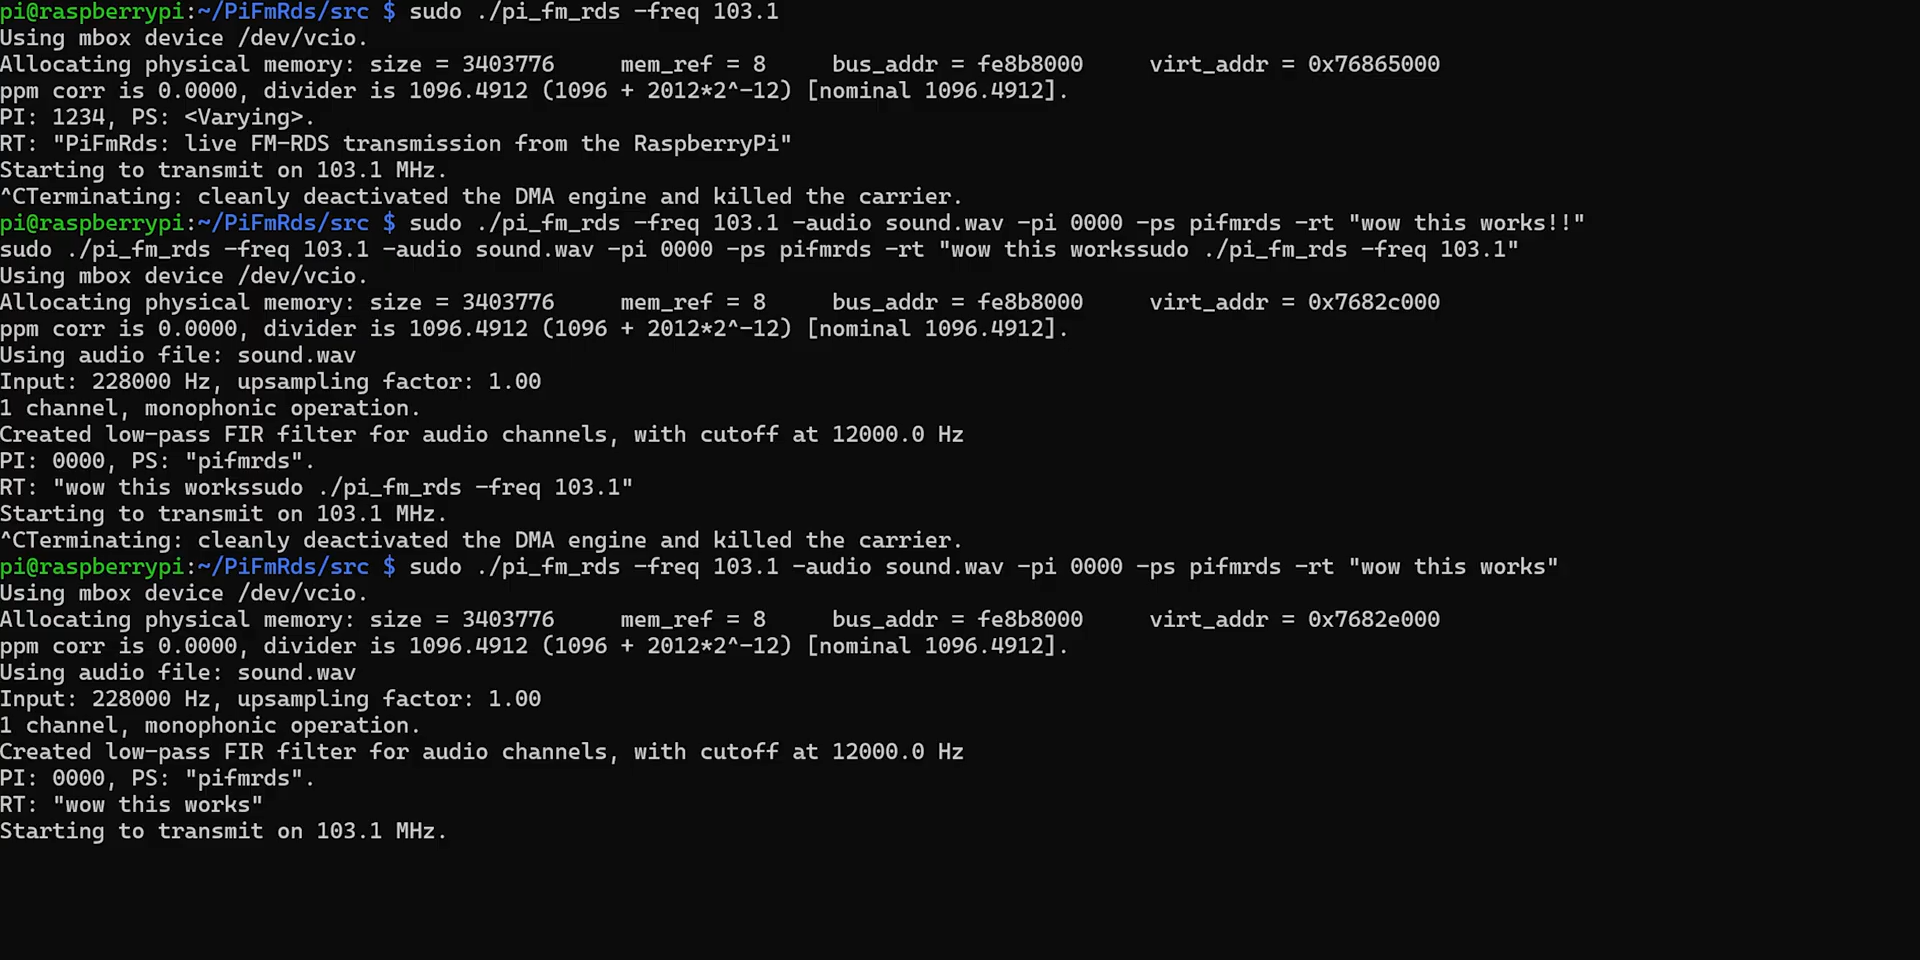 pi@raspberrypi:~/PiFmRds/src $ sudo ./pi_fm_rds -freq 103.1
Using mbox device /dev/vcio.
Allocating physical memory: size = 3403776     mem_ref = 8     bus_addr = fe8b8000     virt_addr = 0x76865000
ppm corr is 0.0000, divider is 1096.4912 (1096 + 2012*2^-12) [nominal 1096.4912].
PI: 1234, PS: <Varying>.
RT: "PiFmRds: live FM-RDS transmission from the RaspberryPi"
Starting to transmit on 103.1 MHz.
^CTerminating: cleanly deactivated the DMA engine and killed the carrier.
pi@raspberrypi:~/PiFmRds/src $ sudo ./pi_fm_rds -freq 103.1 -audio sound.wav -pi 0000 -ps pifmrds -rt "wow this works!!"
sudo ./pi_fm_rds -freq 103.1 -audio sound.wav -pi 0000 -ps pifmrds -rt "wow this workssudo ./pi_fm_rds -freq 103.1"
Using mbox device /dev/vcio.
Allocating physical memory: size = 3403776     mem_ref = 8     bus_addr = fe8b8000     virt_addr = 0x7682c000
ppm corr is 0.0000, divider is 1096.4912 (1096 + 2012*2^-12) [nominal 1096.4912].
Using audio file: sound.wav
Input: 228000 Hz, upsampling factor: 1.00
1 channel, monophonic operation.
Created low-pass FIR filter for audio channels, with cutoff at 12000.0 Hz
PI: 0000, PS: "pifmrds".
RT: "wow this workssudo ./pi_fm_rds -freq 103.1"
Starting to transmit on 103.1 MHz.
^CTerminating: cleanly deactivated the DMA engine and killed the carrier.
pi@raspberrypi:~/PiFmRds/src $ sudo ./pi_fm_rds -freq 103.1 -audio sound.wav -pi 0000 -ps pifmrds -rt "wow this works"
Using mbox device /dev/vcio.
Allocating physical memory: size = 3403776     mem_ref = 8     bus_addr = fe8b8000     virt_addr = 0x7682e000
ppm corr is 0.0000, divider is 1096.4912 (1096 + 2012*2^-12) [nominal 1096.4912].
Using audio file: sound.wav
Input: 228000 Hz, upsampling factor: 1.00
1 channel, monophonic operation.
Created low-pass FIR filter for audio channels, with cutoff at 12000.0 Hz
PI: 0000, PS: "pifmrds".
RT: "wow this works"
Starting to transmit on 103.1 MHz.